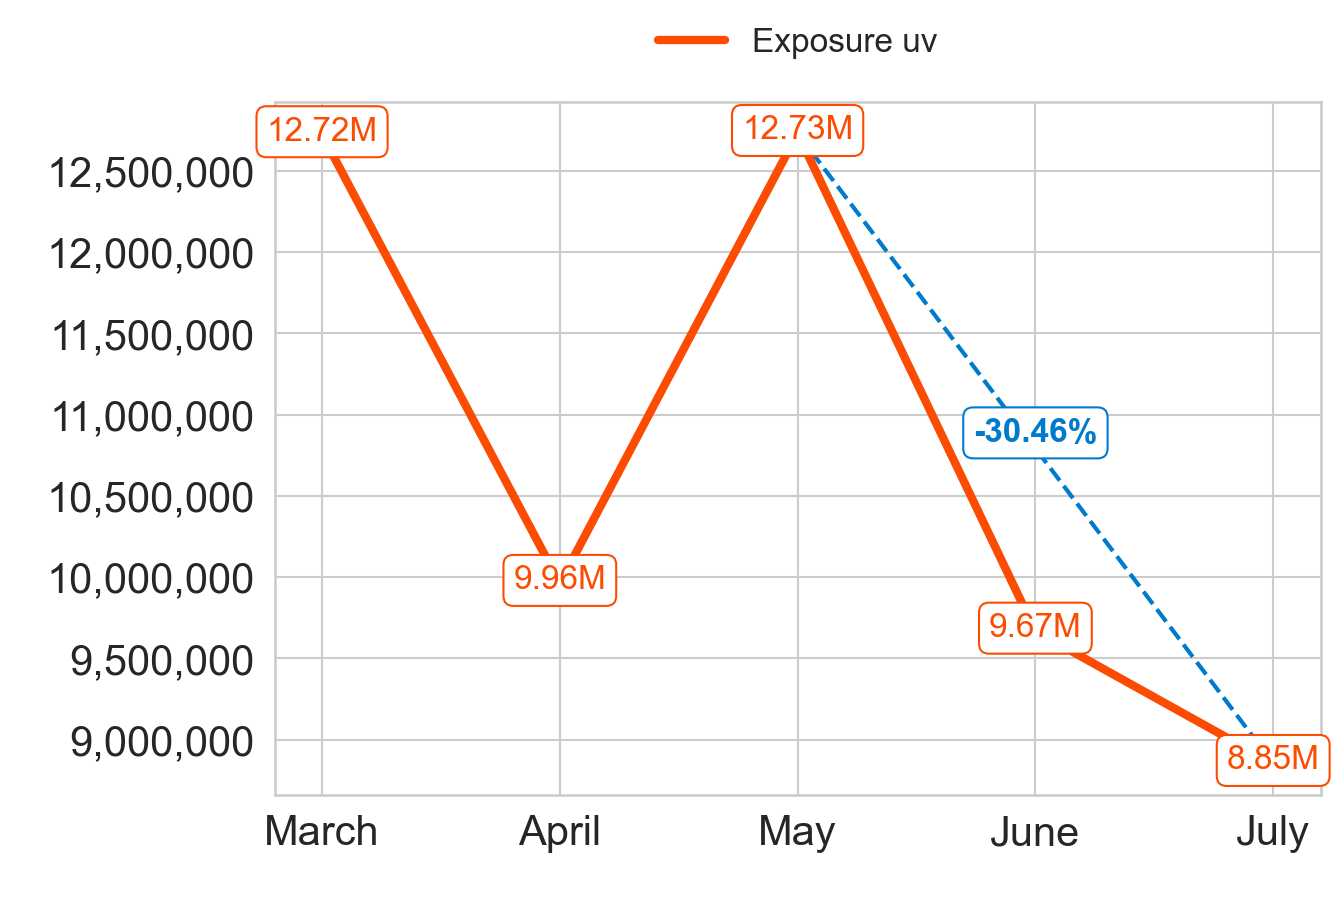 Exposure uv
12.72M
12.73M
12,500,000
12,000,000
11,500,000
11,000,000
-30.46%
10,500,000
10,000,000
9.96M
9.67M
9,500,000
9,000,000
8.85M
March April May June July